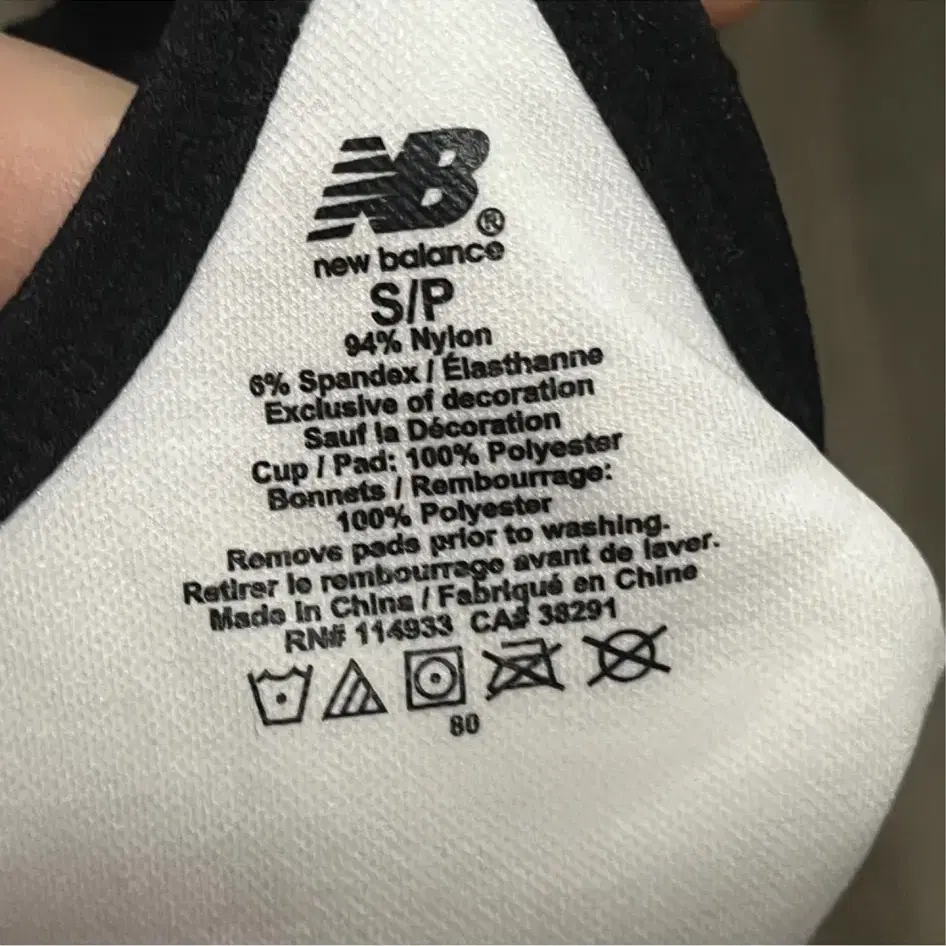 NB®
new balance
S/P
94% Nylon
6% Spandex / Élasthanne
Exclusive of decoration
Sauf la Décoration
Cup / Pad: 100% Polyester
Bonnets / Rembourrage:
100% Polyester
Remove pads prior to washing.
Retirer le rembourrage avant de laver.
Made In China / Fabriqué en Chine
RN# 114933 CA# 38291
80